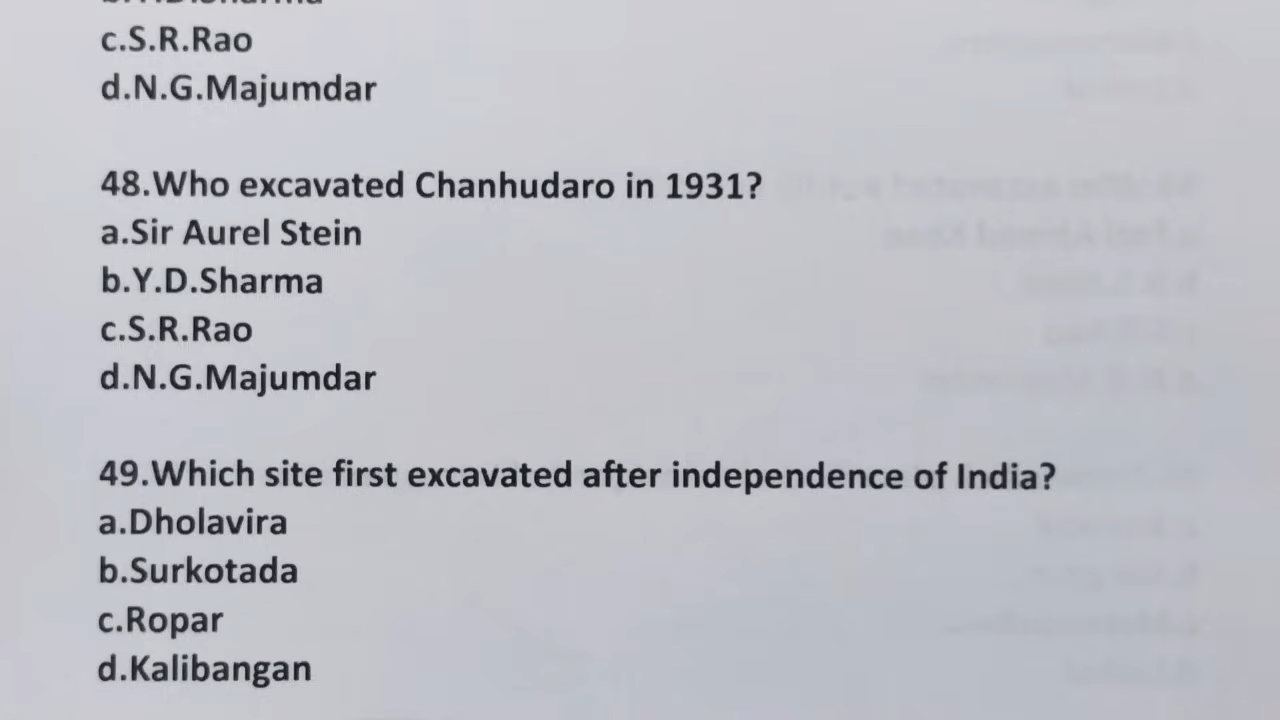 c.S.R.Rao
d.N.G.Majumdar
48.Who excavated Chanhudaro in 1931?
a.Sir Aurel Stein
b.Y.D.Sharma
c.S.R.Rao
d.N.G.Majumdar
49.Which site first excavated after independence of India?
a.Dholavira
b.Surkotada
c.Ropar
d.Kalibangan